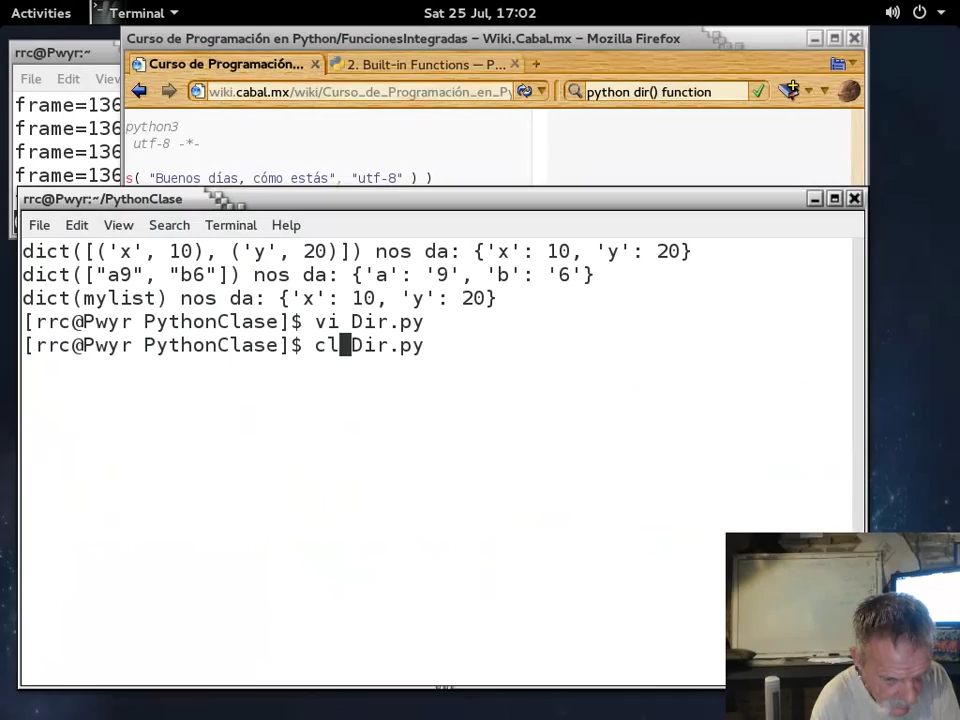 Activities
Terminal
Sat 25 Jul, 17:02
Curso de Programación en Python/FuncionesIntegradas – Wiki.Cabal.mx – Mozilla Firefox
rrc@Pwyr:~
File Edit View
frame=136
frame=136
frame=136
frame=136
Curso de Programación...
2. Built-in Functions — P...
wiki.cabal.mx/wiki/Curso_de_Programación_en_Py
python dir() function
python3
utf-8 -*-
s( "Buenos días, cómo estás", "utf-8" ) )
rrc@Pwyr:~/PythonClase
File Edit View Search Terminal Help
dict([('x', 10), ('y', 20)]) nos da: {'x': 10, 'y': 20}
dict(["a9", "b6"]) nos da: {'a': '9', 'b': '6'}
dict(mylist) nos da: {'x': 10, 'y': 20}
[rrc@Pwyr PythonClase]$ vi Dir.py
[rrc@Pwyr PythonClase]$ cl Dir.py